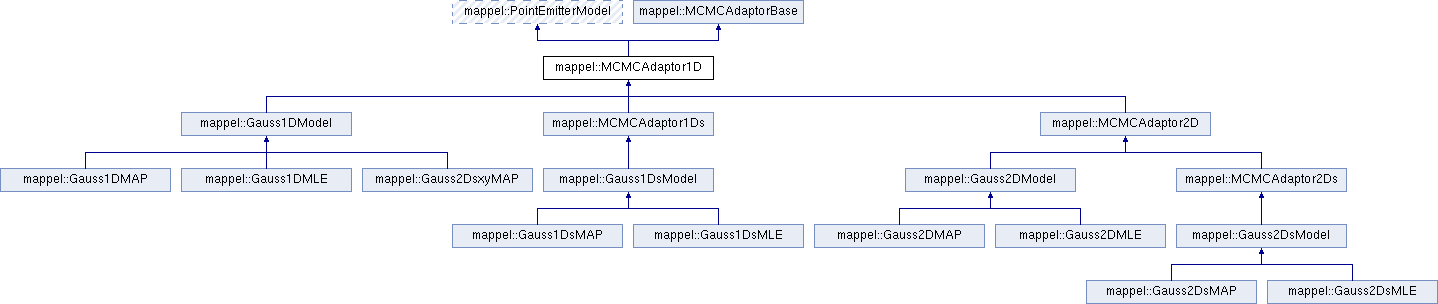 mappel::PointEmitterModel
mappel::MCMCAdaptorBase
mappel::MCMCAdaptor1D
mappel::Gauss1DModel
mappel::MCMCAdaptor1Ds
mappel::MCMCAdaptor2D
mappel::Gauss1DMAP
mappel::Gauss1DMLE
mappel::Gauss2DsxyMAP
mappel::Gauss1DsModel
mappel::Gauss2DModel
mappel::MCMCAdaptor2Ds
mappel::Gauss1DsMAP
mappel::Gauss1DsMLE
mappel::Gauss2DMAP
mappel::Gauss2DMLE
mappel::Gauss2DsModel
mappel::Gauss2DsMAP
mappel::Gauss2DsMLE